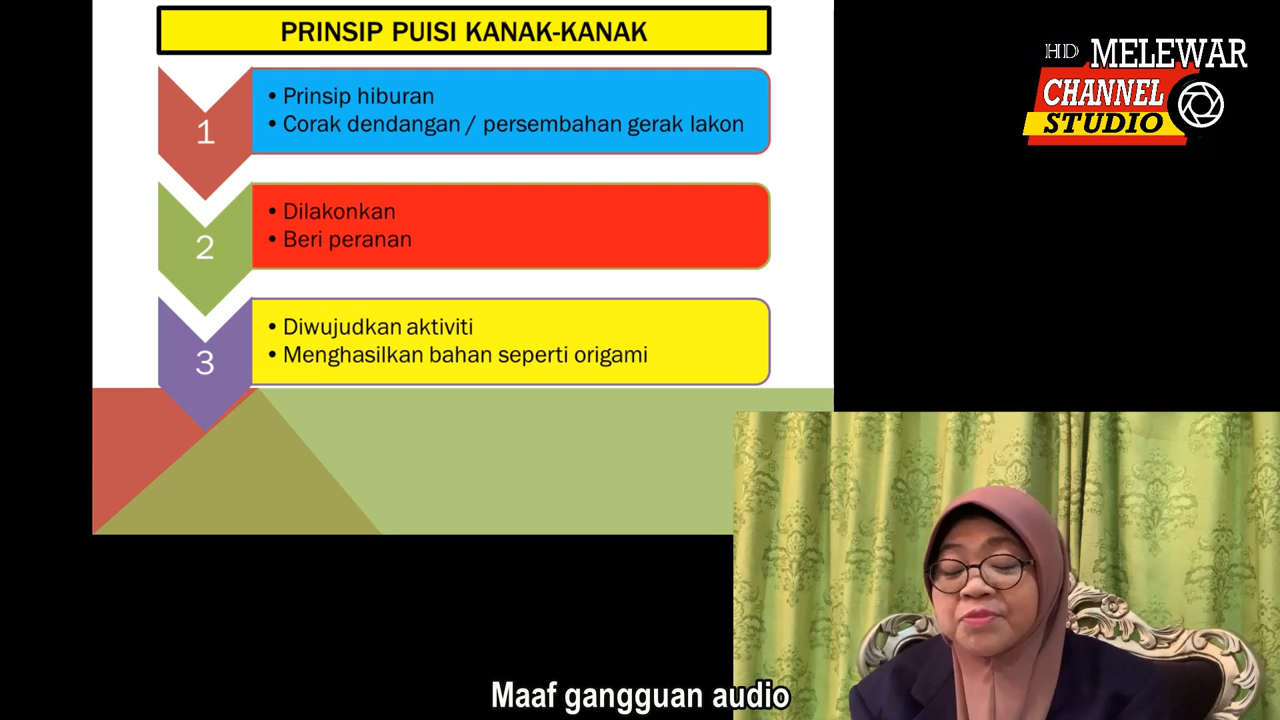 PRINSIP PUISI KANAK-KANAK
1
• Prinsip hiburan
• Corak dendangan / persembahan gerak lakon
2
• Dilakonkan
• Beri peranan
3
• Diwujudkan aktiviti
• Menghasilkan bahan seperti origami
HD MELEWAR
CHANNEL
STUDIO
Maaf gangguan audio